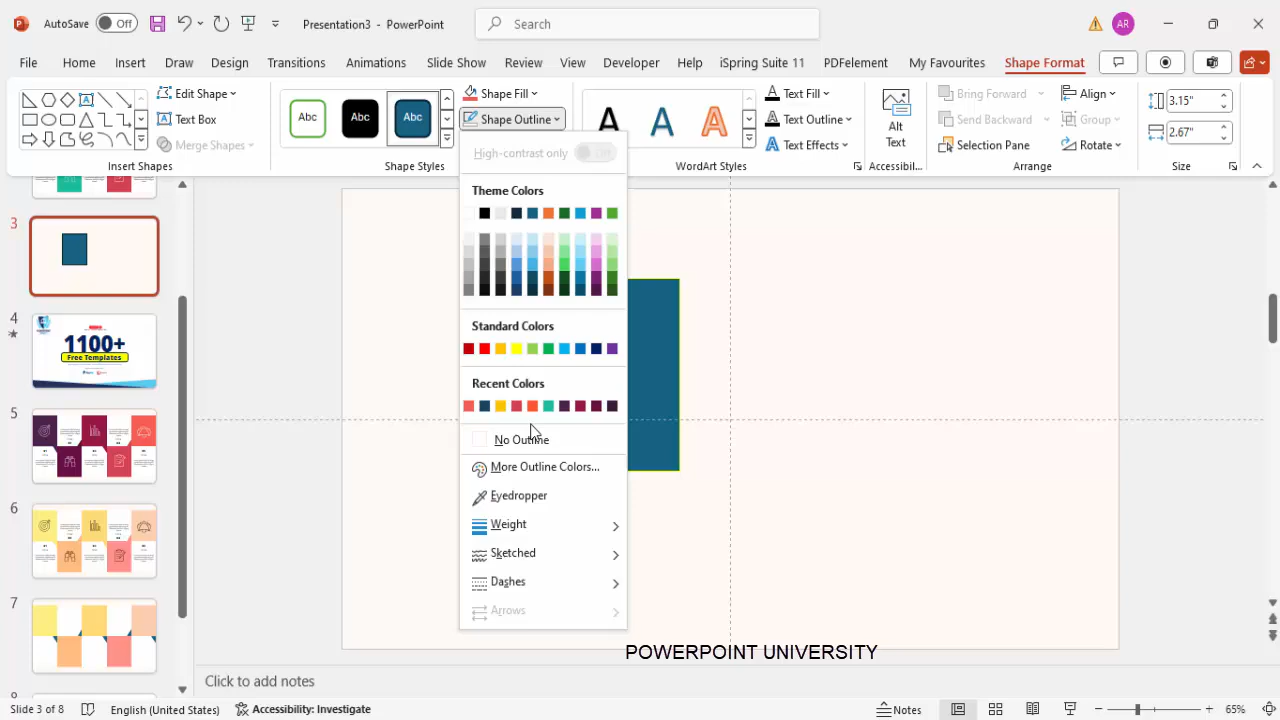 AutoSave Off Presentation3 - PowerPoint Search AR
File Home Insert Draw Design Transitions Animations Slide Show Review View Developer Help iSpring Suite 11 PDFelement My Favourites Shape Format
Edit Shape
Text Box
Merge Shapes
Insert Shapes
Abc Abc Abc
Shape Styles
Shape Fill
Shape Outline
A A A
WordArt Styles
Text Fill
Text Outline
Text Effects
Alt Text
Accessibil...
Bring Forward
Send Backward
Selection Pane
Align
Group
Rotate
Arrange
3.15"
2.67"
Size
High-contrast only Off
Theme Colors
Standard Colors
Recent Colors
No Outline
More Outline Colors...
Eyedropper
Weight
Sketched
Dashes
Arrows
3
4
1100+
Free Templates
5
6
7
8
POWERPOINT UNIVERSITY
Click to add notes
Slide 3 of 8 English (United States) Accessibility: Investigate Notes 65%